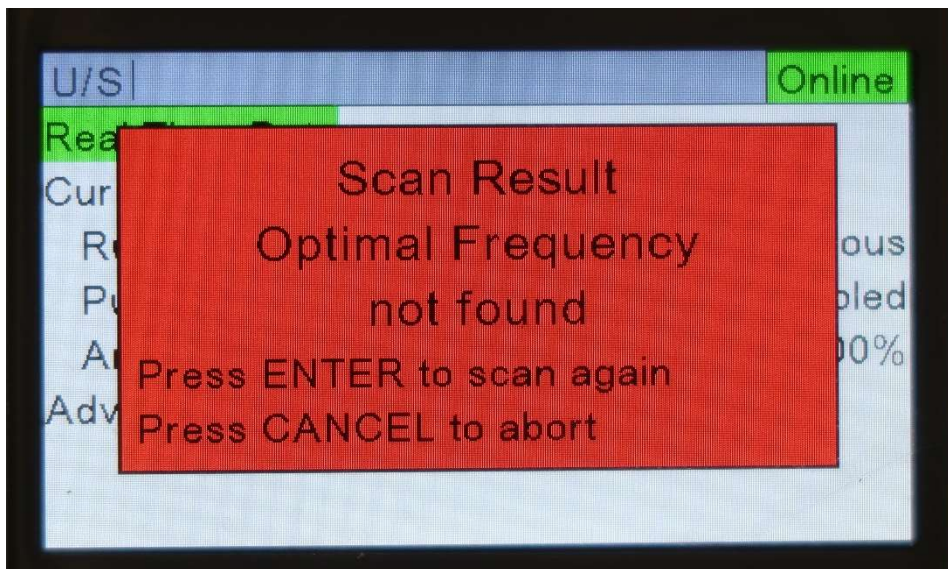 U/S
Online
Scan Result
Optimal Frequency
not found
Press ENTER to scan again
Press CANCEL to abort